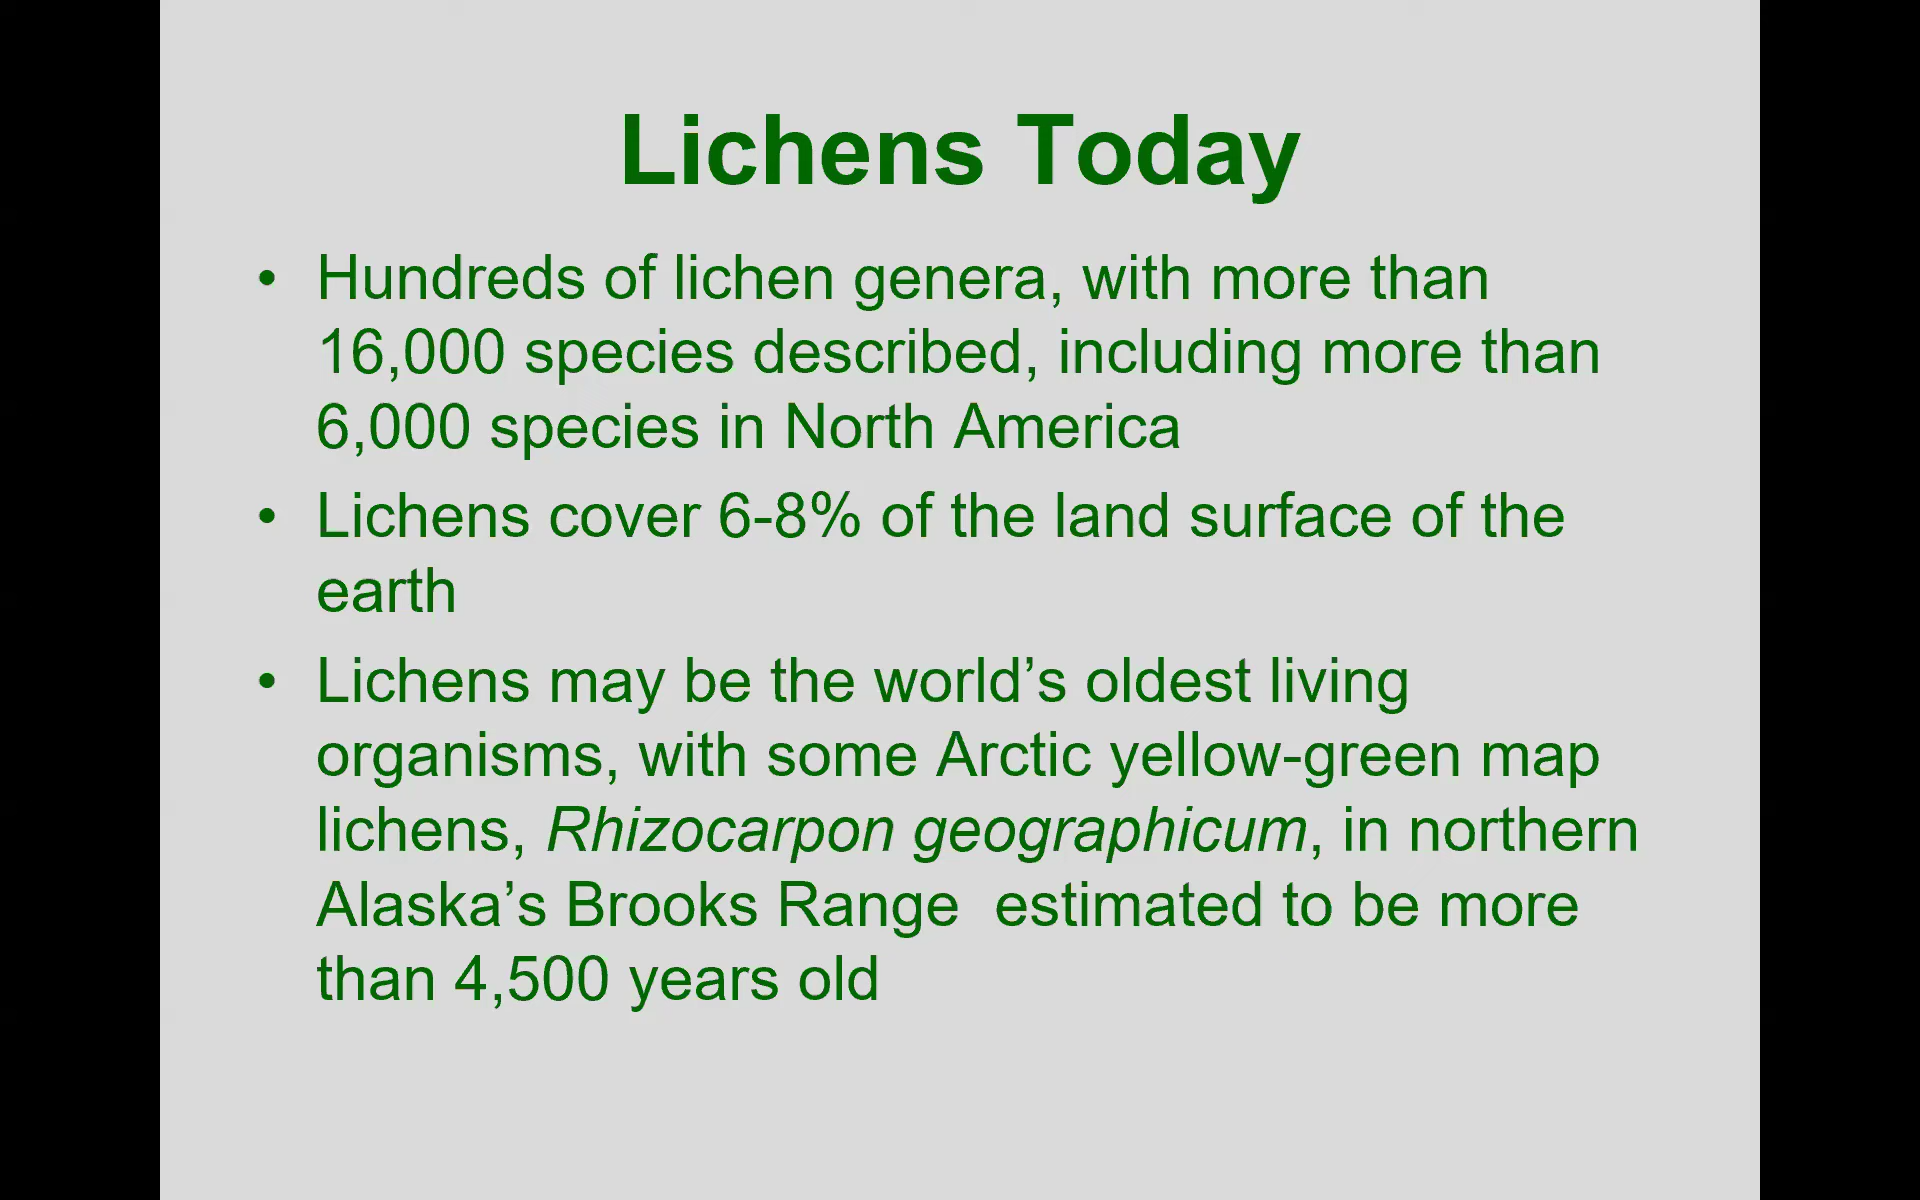 Lichens Today
• Hundreds of lichen genera, with more than
16,000 species described, including more than
6,000 species in North America
• Lichens cover 6-8% of the land surface of the
earth
• Lichens may be the world’s oldest living
organisms, with some Arctic yellow-green map
lichens, Rhizocarpon geographicum, in northern
Alaska’s Brooks Range  estimated to be more
than 4,500 years old